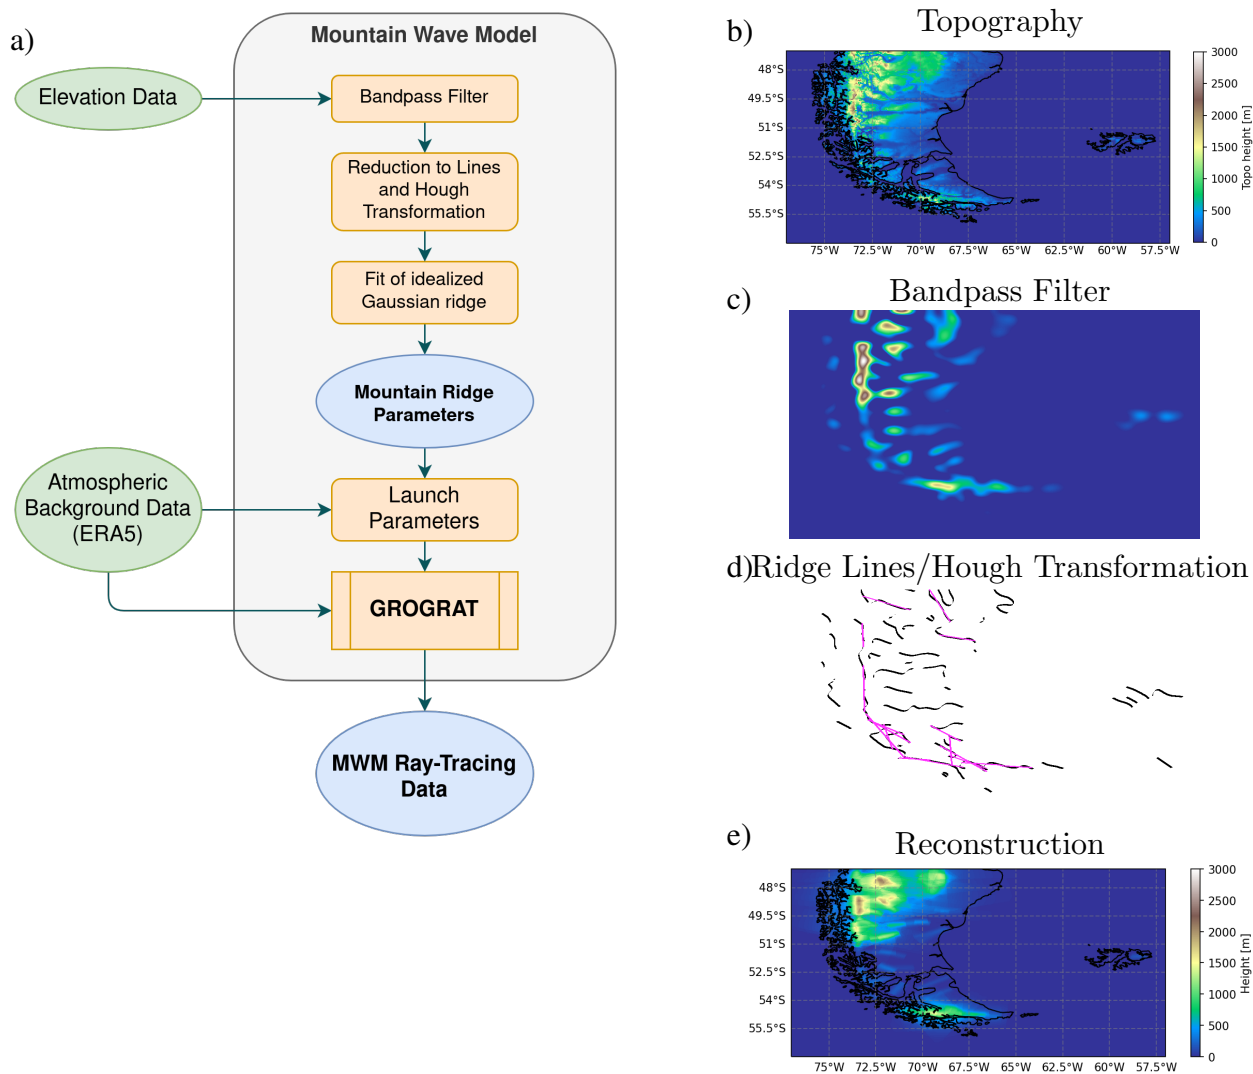 a)
Mountain Wave Model
Elevation Data
Bandpass Filter
Reduction to Lines
and Hough
Transformation
Fit of idealized
Gaussian ridge
Mountain Ridge
Parameters
Atmospheric
Background Data
(ERA5)
Launch
Parameters
GROGRAT
MWM Ray-Tracing
Data
b)
Topography
48°S
49.5°S
51°S
52.5°S
54°S
55.5°S
75°W 72.5°W 70°W 67.5°W 65°W 62.5°W 60°W 57.5°W
3000
2500
2000
1500
1000
500
0
Topo height [m]
c)
Bandpass Filter
d)Ridge Lines/Hough Transformation
e)
Reconstruction
48°S
49.5°S
51°S
52.5°S
54°S
55.5°S
75°W 72.5°W 70°W 67.5°W 65°W 62.5°W 60°W 57.5°W
3000
2500
2000
1500
1000
500
0
Height [m]